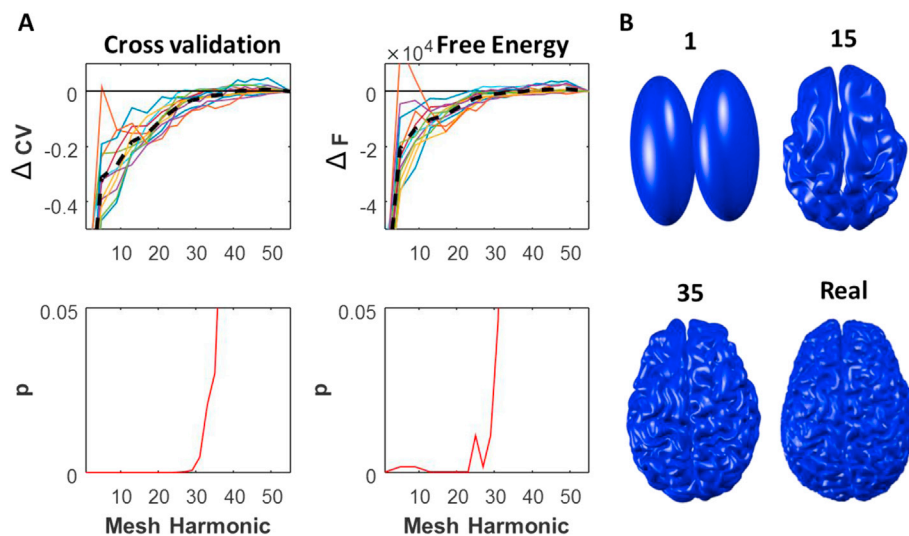 A
Cross validation
Δ CV
0
-0.2
-0.4
10 20 30 40 50
Free Energy
×10⁴
Δ F
0
-2
-4
10 20 30 40 50
p
0.05
0
10 20 30 40 50
Mesh Harmonic
p
0.05
0
10 20 30 40 50
Mesh Harmonic
B
1
15
35
Real